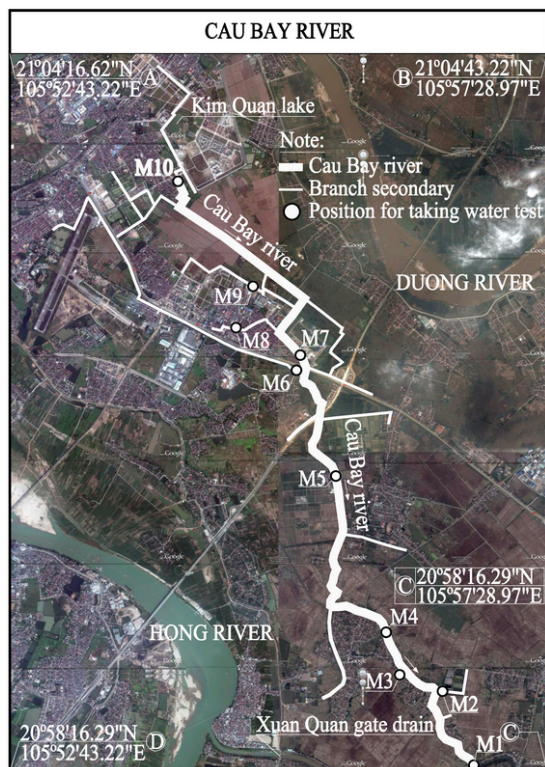 CAU BAY RIVER
21°04'16.62"N A
105°52'43.22"E
B 21°04'43.22"N
105°57'28.97"E
Kim Quan lake
Note:
Cau Bay river
Branch secondary
Position for taking water test
M10
Cau Bay river
DUONG RIVER
M9
M8
M7
M6
Cau Bay river
M5
C 20°58'16.29"N
105°57'28.97"E
HONG RIVER
M4
M3
M2
Xuan Quan gate drain
M1 C
20°58'16.29"N D
105°52'43.22"E